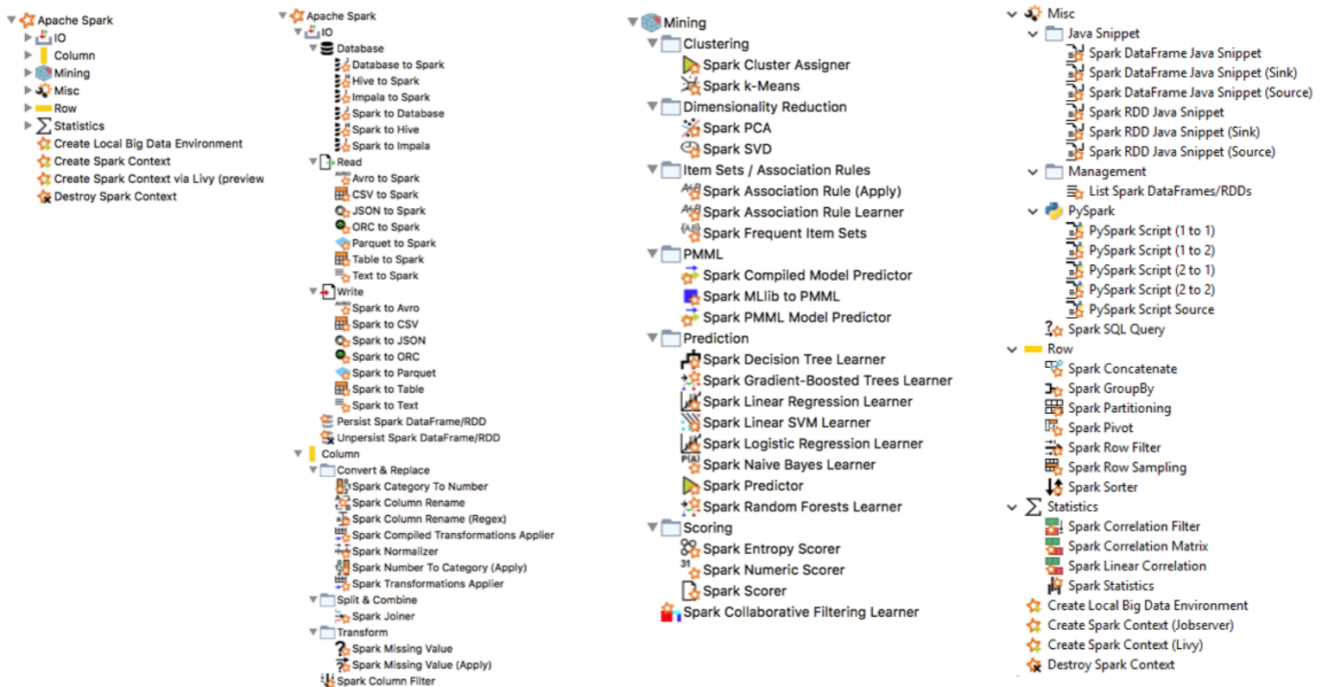 Apache Spark
IO
Column
Mining
Misc
Row
Statistics
Create Local Big Data Environment
Create Spark Context
Create Spark Context via Livy (preview
Destroy Spark Context
Apache Spark
IO
Database
Database to Spark
Hive to Spark
Impala to Spark
Spark to Database
Spark to Hive
Spark to Impala
Read
Avro to Spark
CSV to Spark
JSON to Spark
ORC to Spark
Parquet to Spark
Table to Spark
Text to Spark
Write
Spark to Avro
Spark to CSV
Spark to JSON
Spark to ORC
Spark to Parquet
Spark to Table
Spark to Text
Persist Spark DataFrame/RDD
Unpersist Spark DataFrame/RDD
Column
Convert & Replace
Spark Category To Number
Spark Column Rename
Spark Column Rename (Regex)
Spark Compiled Transformations Applier
Spark Normalizer
Spark Number To Category (Apply)
Spark Transformations Applier
Split & Combine
Spark Joiner
Transform
Spark Missing Value
Spark Missing Value (Apply)
Spark Column Filter
Mining
Clustering
Spark Cluster Assigner
Spark k-Means
Dimensionality Reduction
Spark PCA
Spark SVD
Item Sets / Association Rules
Spark Association Rule (Apply)
Spark Association Rule Learner
Spark Frequent Item Sets
PMML
Spark Compiled Model Predictor
Spark MLlib to PMML
Spark PMML Model Predictor
Prediction
Spark Decision Tree Learner
Spark Gradient-Boosted Trees Learner
Spark Linear Regression Learner
Spark Linear SVM Learner
Spark Logistic Regression Learner
Spark Naive Bayes Learner
Spark Predictor
Spark Random Forests Learner
Scoring
Spark Entropy Scorer
Spark Numeric Scorer
Spark Scorer
Spark Collaborative Filtering Learner
Misc
Java Snippet
Spark DataFrame Java Snippet
Spark DataFrame Java Snippet (Sink)
Spark DataFrame Java Snippet (Source)
Spark RDD Java Snippet
Spark RDD Java Snippet (Sink)
Spark RDD Java Snippet (Source)
Management
List Spark DataFrames/RDDs
PySpark
PySpark Script (1 to 1)
PySpark Script (1 to 2)
PySpark Script (2 to 1)
PySpark Script (2 to 2)
PySpark Script Source
Spark SQL Query
Row
Spark Concatenate
Spark GroupBy
Spark Partitioning
Spark Pivot
Spark Row Filter
Spark Row Sampling
Spark Sorter
Statistics
Spark Correlation Filter
Spark Correlation Matrix
Spark Linear Correlation
Spark Statistics
Create Local Big Data Environment
Create Spark Context (Jobserver)
Create Spark Context (Livy)
Destroy Spark Context